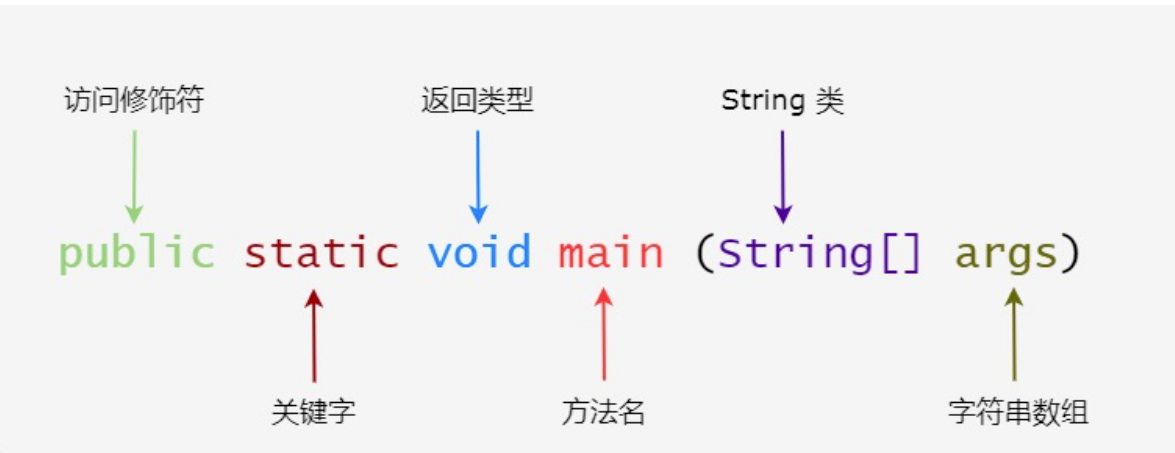 访问修饰符 返回类型 String 类
public static void main (String[] args)
关键字 方法名 字符串数组